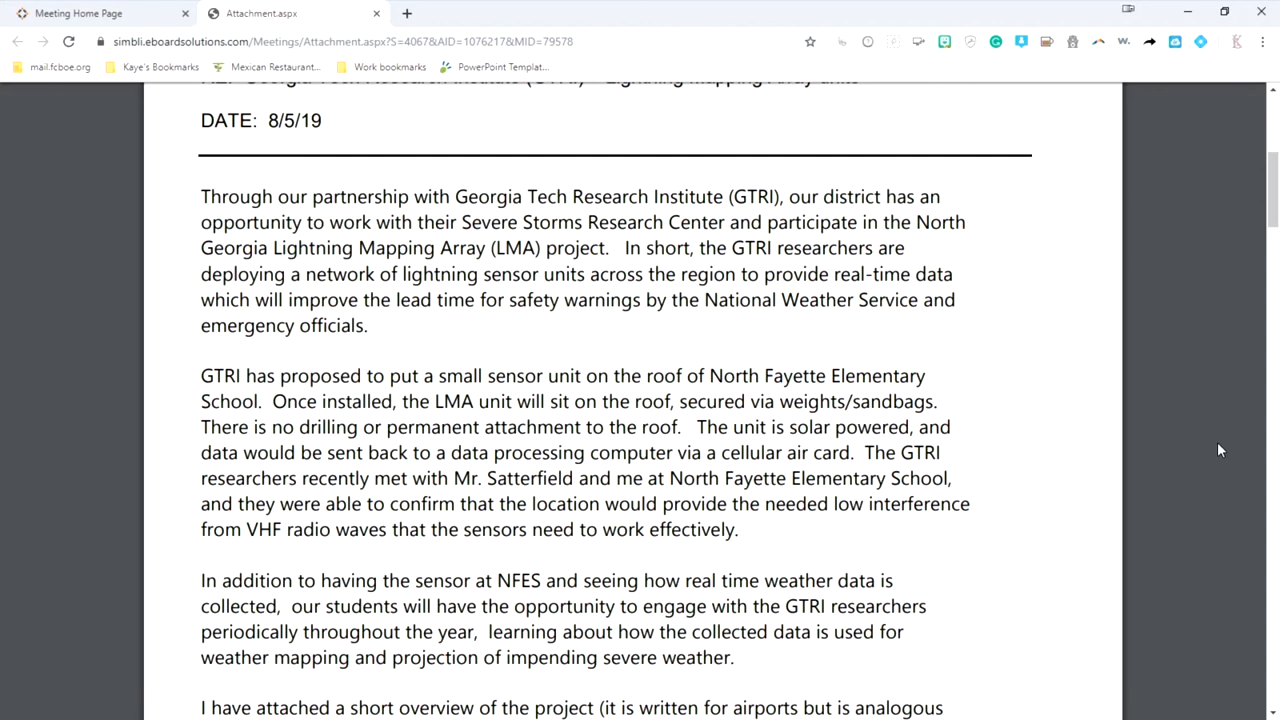 Meeting Home Page
Attachment.aspx
simbli.eboardsolutions.com/Meetings/Attachment.aspx?S=4067&AID=1076217&MID=79578
mail.fcboe.org
Kaye's Bookmarks
Mexican Restaurant...
Work bookmarks
PowerPoint Templat...
RE: Georgia Tech Research Institute (GTRI) – Lightning Mapping Array units
DATE: 8/5/19
Through our partnership with Georgia Tech Research Institute (GTRI), our district has an
opportunity to work with their Severe Storms Research Center and participate in the North
Georgia Lightning Mapping Array (LMA) project. In short, the GTRI researchers are
deploying a network of lightning sensor units across the region to provide real-time data
which will improve the lead time for safety warnings by the National Weather Service and
emergency officials.
GTRI has proposed to put a small sensor unit on the roof of North Fayette Elementary
School. Once installed, the LMA unit will sit on the roof, secured via weights/sandbags.
There is no drilling or permanent attachment to the roof. The unit is solar powered, and
data would be sent back to a data processing computer via a cellular air card. The GTRI
researchers recently met with Mr. Satterfield and me at North Fayette Elementary School,
and they were able to confirm that the location would provide the needed low interference
from VHF radio waves that the sensors need to work effectively.
In addition to having the sensor at NFES and seeing how real time weather data is
collected, our students will have the opportunity to engage with the GTRI researchers
periodically throughout the year, learning about how the collected data is used for
weather mapping and projection of impending severe weather.
I have attached a short overview of the project (it is written for airports but is analogous